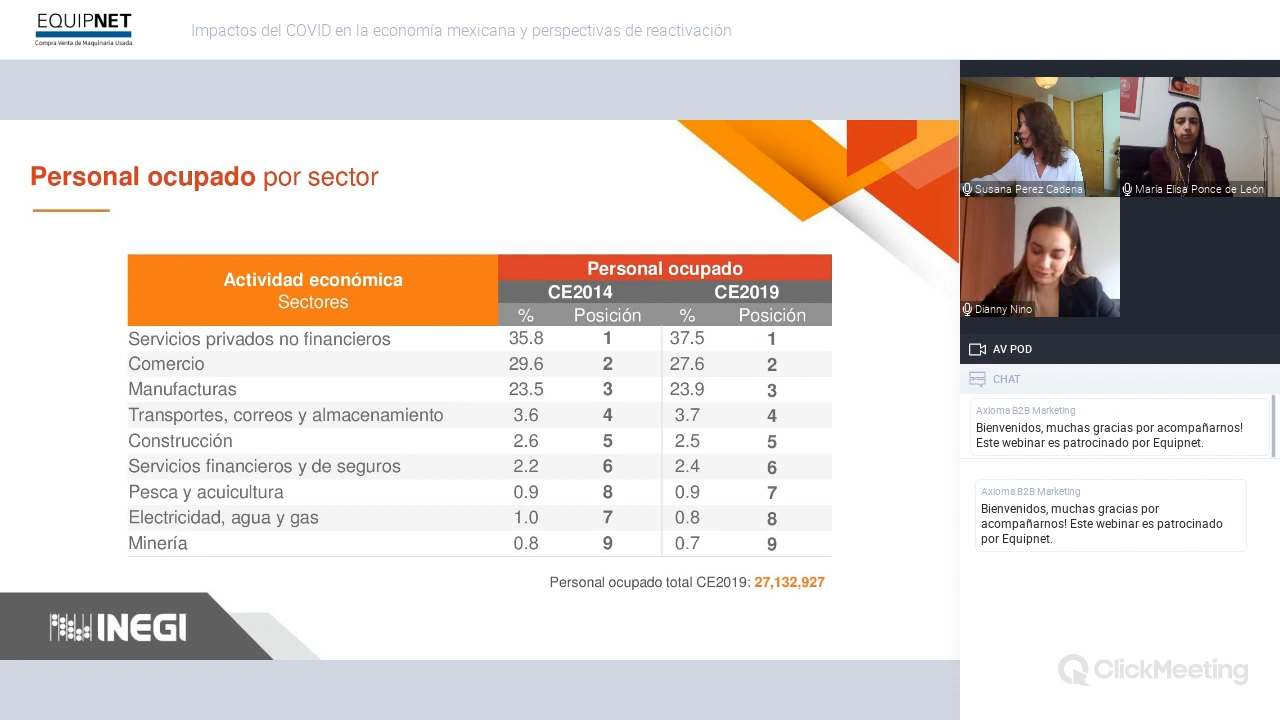 EQUIPNET
Compra Venta de Maquinaria Usada
Impactos del COVID en la economía mexicana y perspectivas de reactivación
Personal ocupado por sector
Actividad económica
Sectores
Personal ocupado
CE2014 CE2019
% Posición % Posición
Servicios privados no financieros 35.8 1 37.5 1
Comercio 29.6 2 27.6 2
Manufacturas 23.5 3 23.9 3
Transportes, correos y almacenamiento 3.6 4 3.7 4
Construcción 2.6 5 2.5 5
Servicios financieros y de seguros 2.2 6 2.4 6
Pesca y acuicultura 0.9 8 0.9 7
Electricidad, agua y gas 1.0 7 0.8 8
Minería 0.8 9 0.7 9
Personal ocupado total CE2019: 27,132,927
INEGI
Susana Perez Cadena
María Elisa Ponce de León
Dianny Nino
AV POD
CHAT
Axioma B2B Marketing
Bienvenidos, muchas gracias por acompañarnos!
Este webinar es patrocinado por Equipnet.
Axioma B2B Marketing
Bienvenidos, muchas gracias por
acompañarnos! Este webinar es patrocinado
por Equipnet.
ClickMeeting